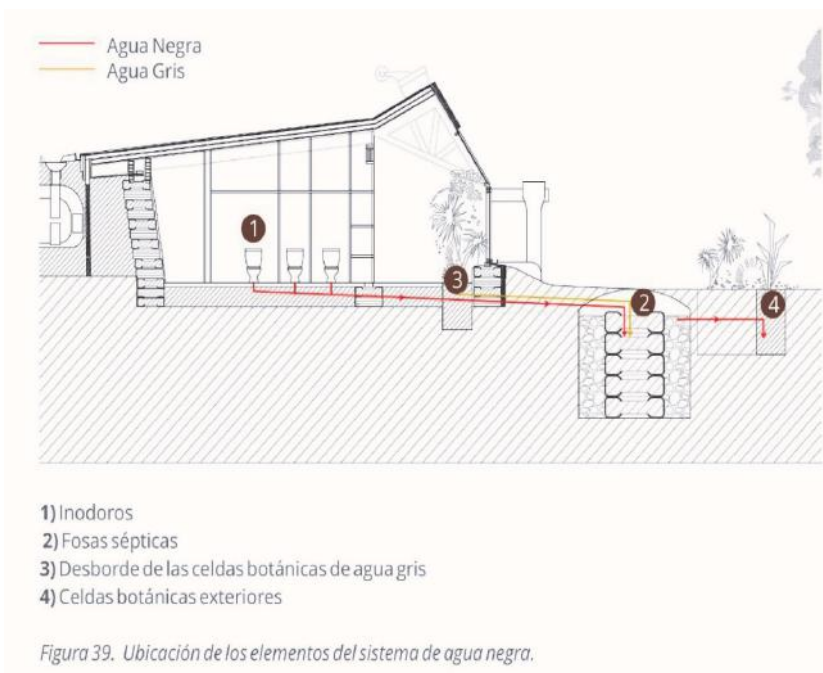 Agua Negra
Agua Gris
1
3
2
4
1) Inodoros
2) Fosas sépticas
3) Desborde de las celdas botánicas de agua gris
4) Celdas botánicas exteriores
Figura 39. Ubicación de los elementos del sistema de agua negra.